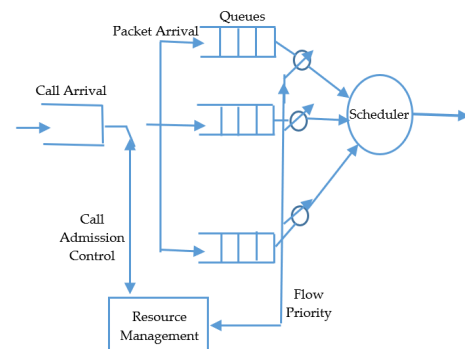 Queues
Packet Arrival
Call Arrival
Scheduler
Call
Admission
Control
Flow
Priority
Resource
Management